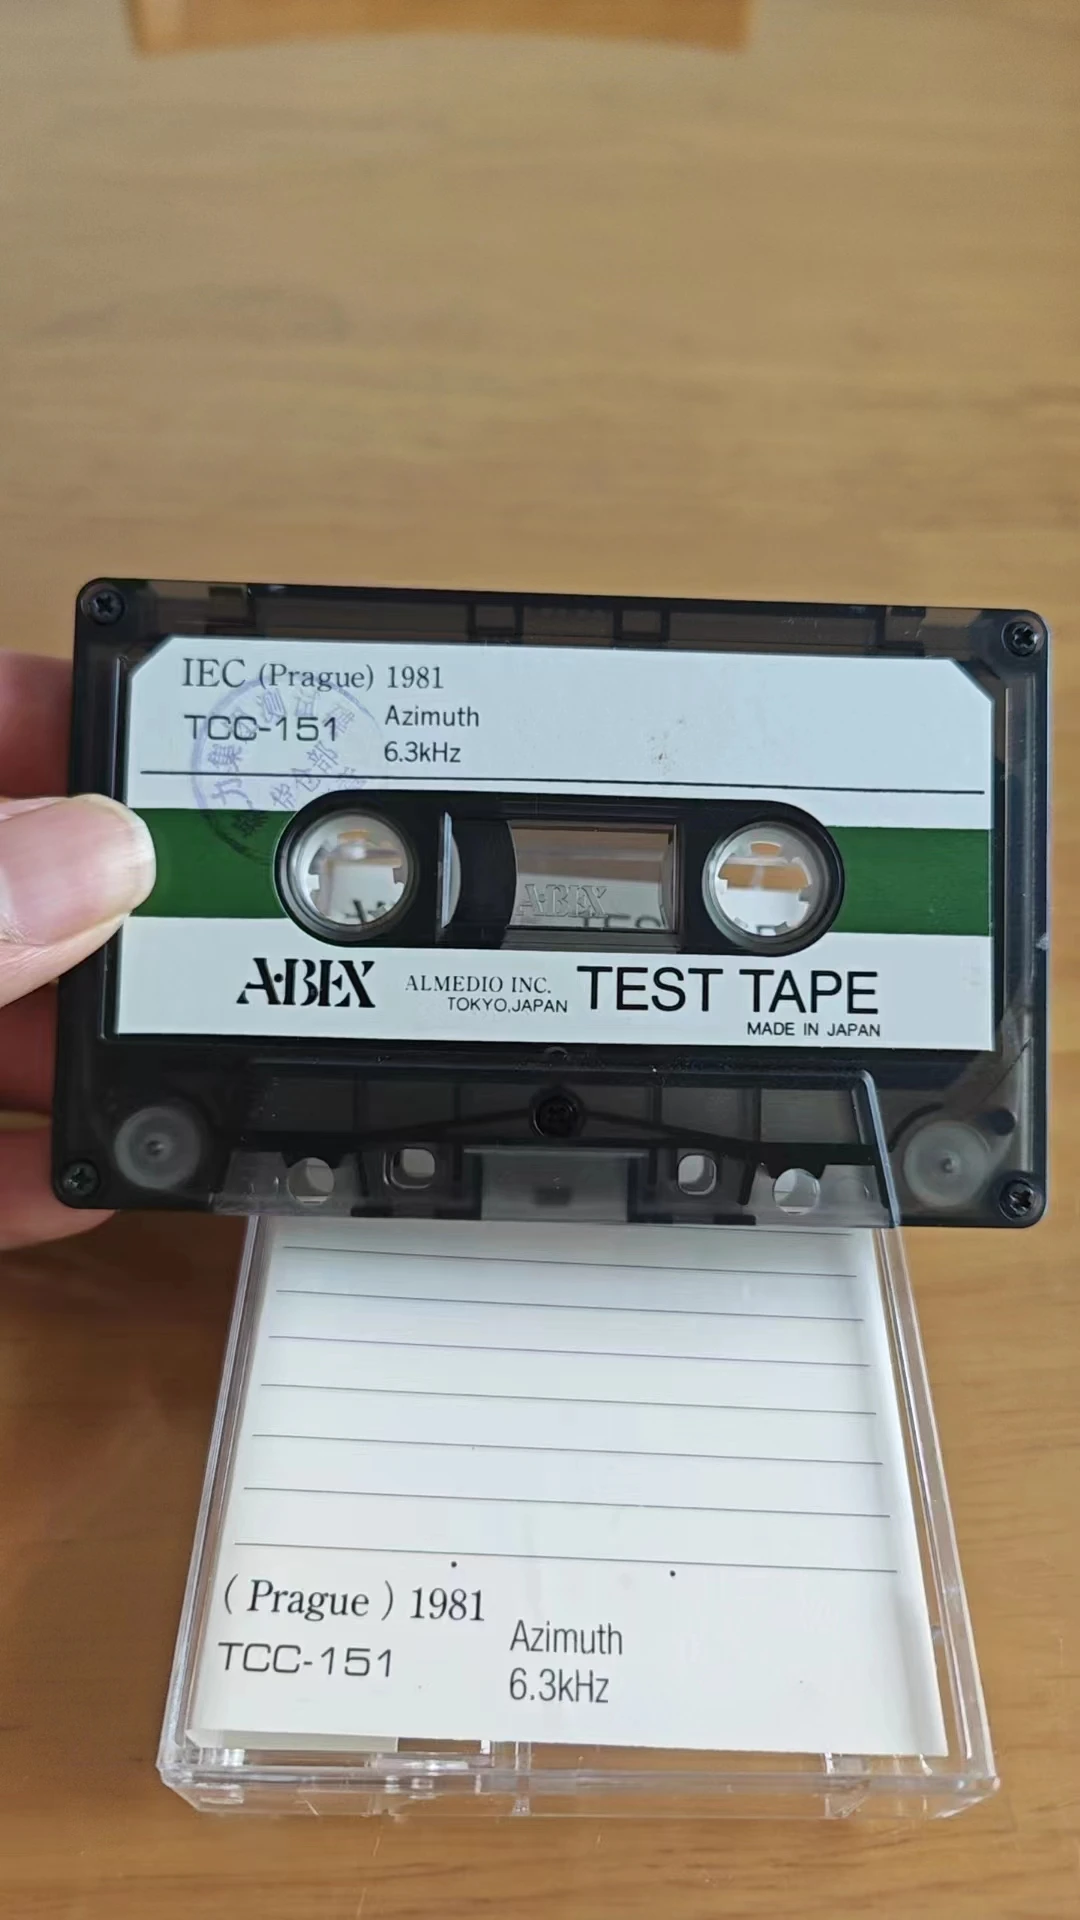 IEC (Prague) 1981
TCC-151
Azimuth
6.3kHz
ABEX
ABEX
ALMEDIO INC.
TOKYO,JAPAN
TEST TAPE
MADE IN JAPAN
( Prague ) 1981
TCC-151
Azimuth
6.3kHz